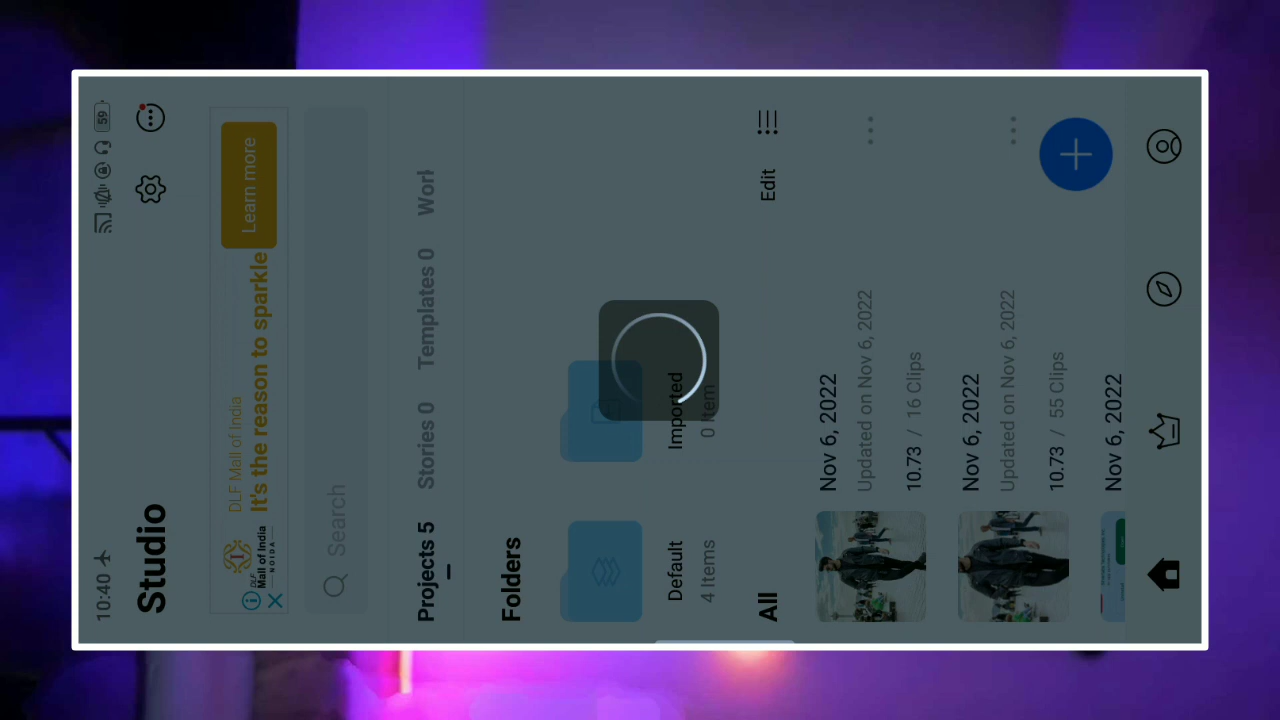 10:40
59
Studio
DLF
Mall of India
NOIDA
DLF Mall of India
It's the reason to sparkle
Learn more
Search
Projects 5
Stories 0
Templates 0
Worl
Folders
Default
4 Items
Imported
0 Item
All
Edit
Nov 6, 2022
Updated on Nov 6, 2022
10.73 / 16 Clips
Nov 6, 2022
Updated on Nov 6, 2022
10.73 / 55 Clips
Nov 6, 2022